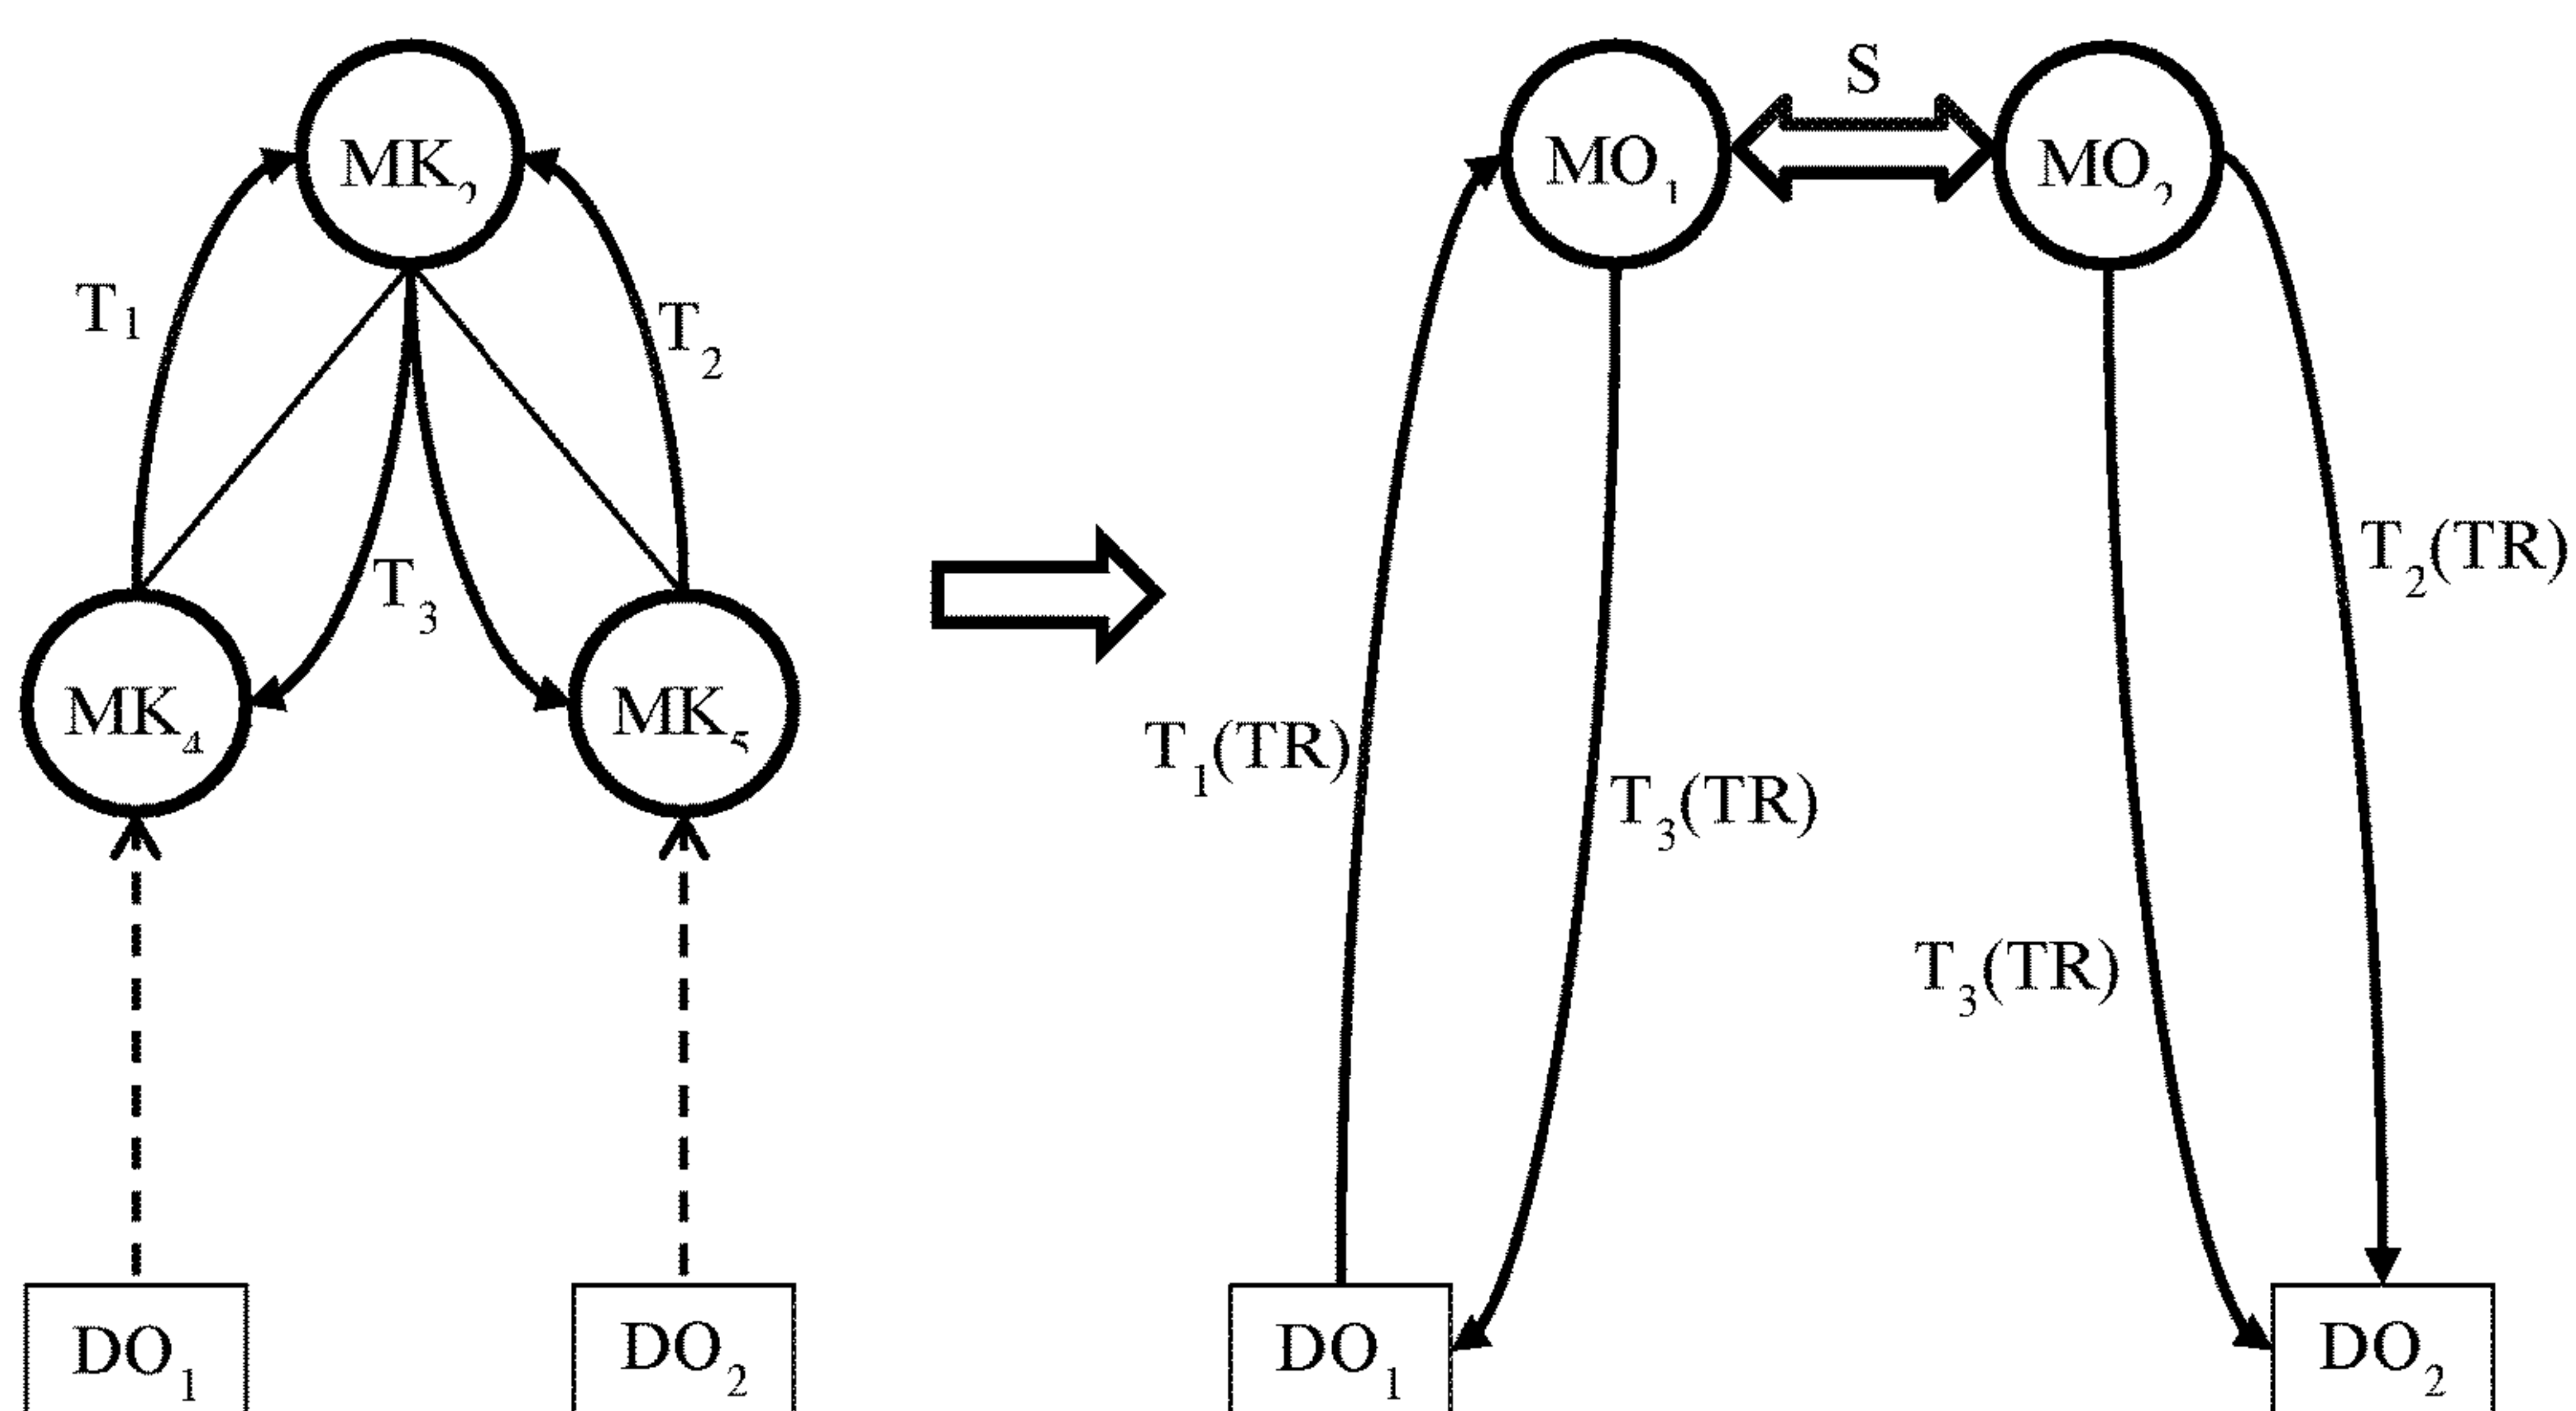 S
MK₂
MO₁
MO₂
T₁
T₂
T₂(TR)
T₃
MK₄
MK₅
T₁(TR)
T₃(TR)
T₃(TR)
DO₁
DO₂
DO₁
DO₂